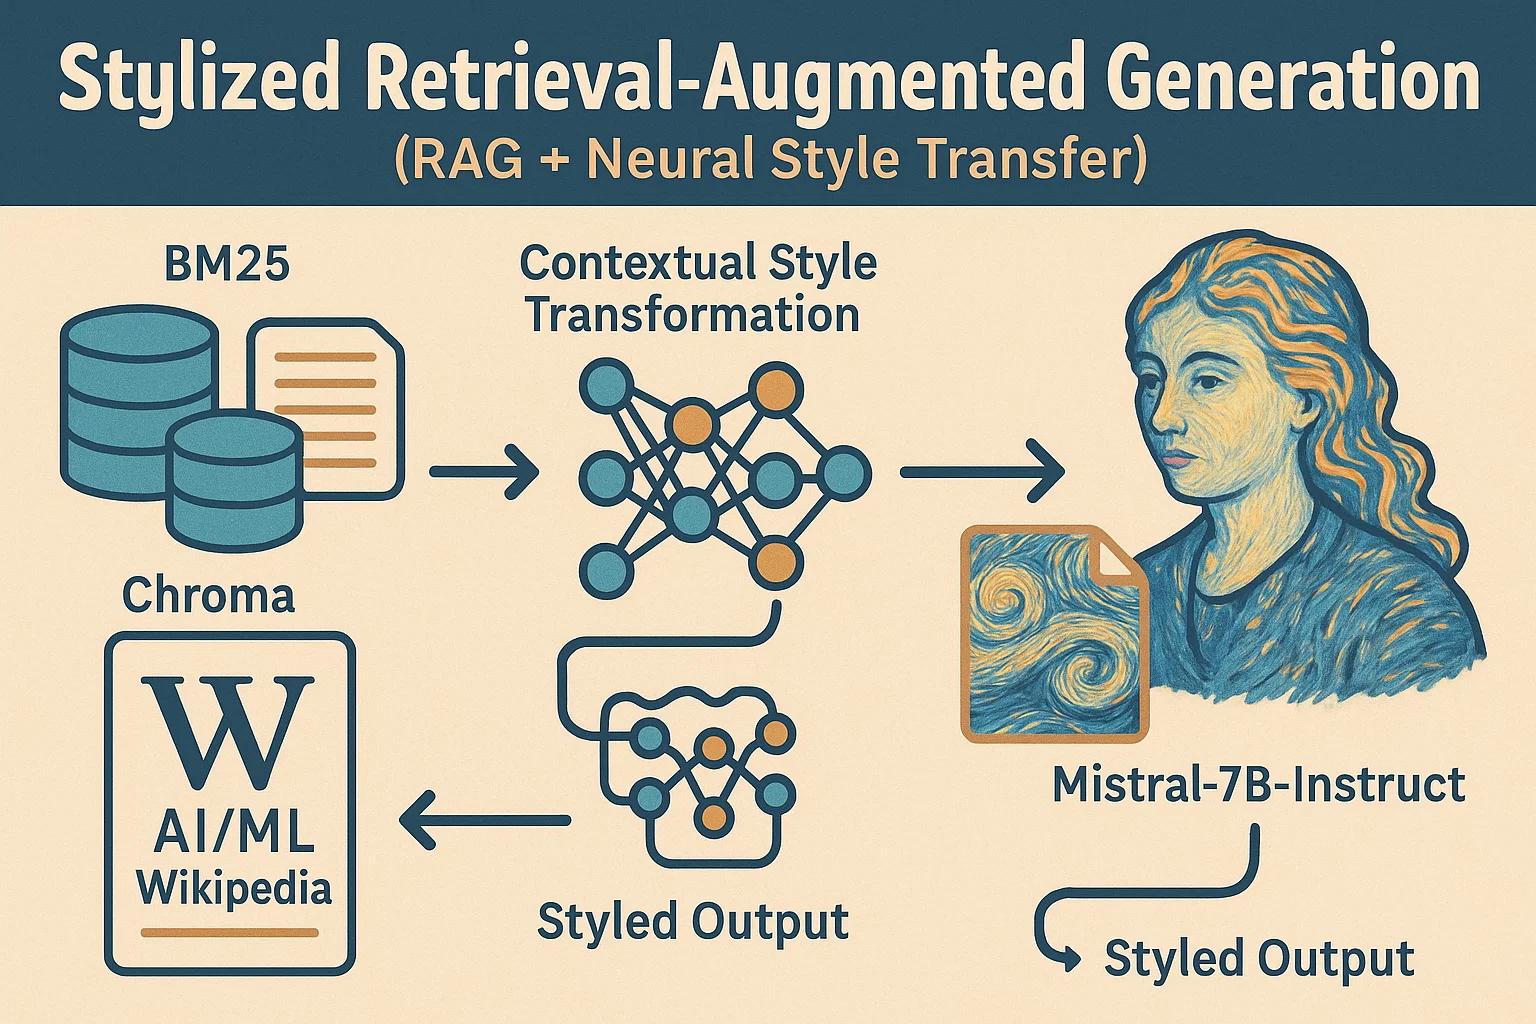 Stylized Retrieval-Augmented Generation
(RAG + Neural Style Transfer)
BM25
Contextual Style
Transformation
Chroma
W
AI/ML
Wikipedia
Styled Output
Mistral-7B-Instruct
Styled Output